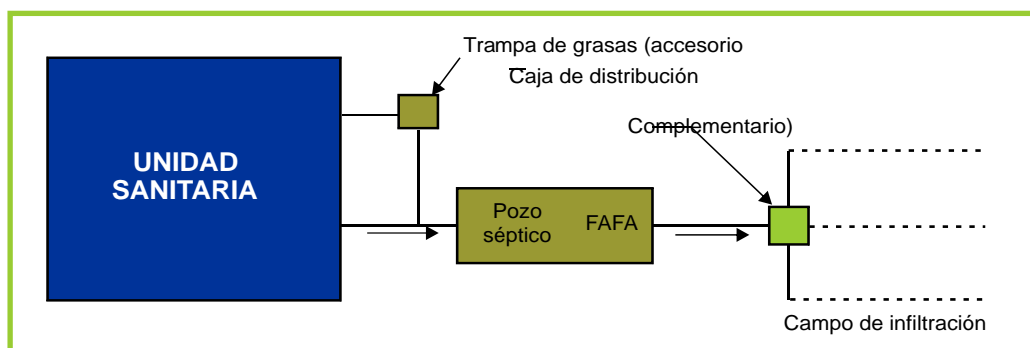 Trampa de grasas (accesorio
Caja de distribución
Complementario)
UNIDAD
SANITARIA
Pozo
séptico
FAFA
Campo de infiltración